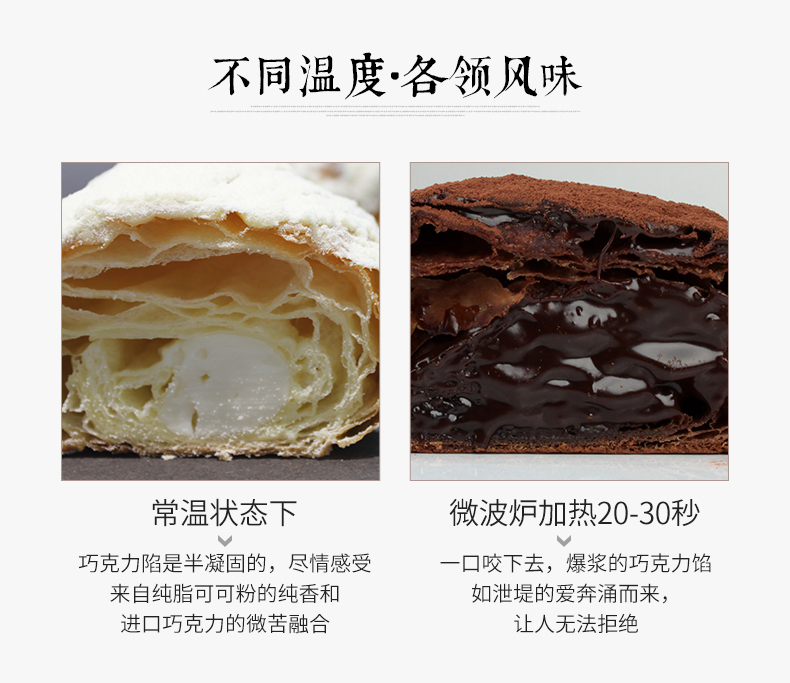 不同温度·各领风味
常温状态下
巧克力陷是半凝固的，尽情感受
来自纯脂可可粉的纯香和
进口巧克力的微苦融合
微波炉加热20-30秒
一口咬下去，爆浆的巧克力馅
如泄堤的爱奔涌而来，
让人无法拒绝